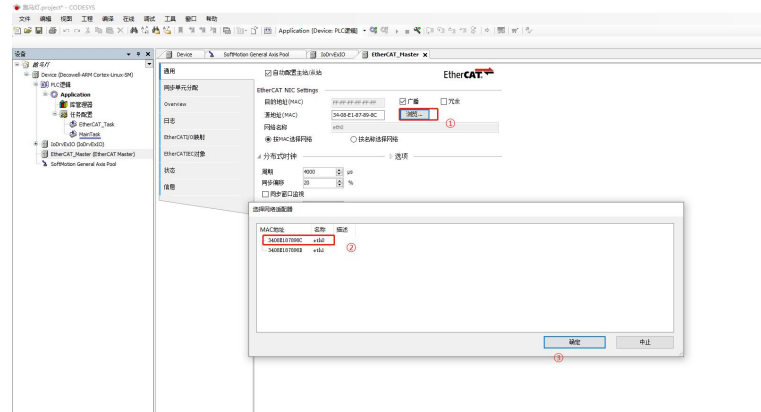 跑马灯.project* - CODESYS
文件 编辑 视图 工程 编译 在线 调试 工具 窗口 帮助
Application [Device: PLC逻辑]
设备
Device
SoftMotion General Axis Pool
IoDrvExIO
EtherCAT_Master
跑马灯
Device (Decowell-ARM Cortex-Linux-SM)
PLC逻辑
Application
库管理器
任务配置
EtherCAT_Task
MainTask
IoDrvExIO (IoDrvExIO)
EtherCAT_Master (EtherCAT Master)
SoftMotion General Axis Pool
通用
同步单元分配
Overview
日志
EtherCATI/O映射
EtherCATIEC对象
状态
信息
自动配置主站/从站
EtherCAT
EtherCAT NIC Settings
目的地址(MAC) FF-FF-FF-FF-FF-FF 广播 冗余
源地址(MAC) 34-08-E1-87-89-8C 浏览...
①
网络名称 eth0
按MAC选择网络 按名称选择网络
分布式时钟 选项
周期 4000 µs
同步偏移 20 %
同步窗口监视
选择网络适配器
MAC地址 名称 描述
3408E187898C eth0
3408E187898B eth1
②
确定 中止
③